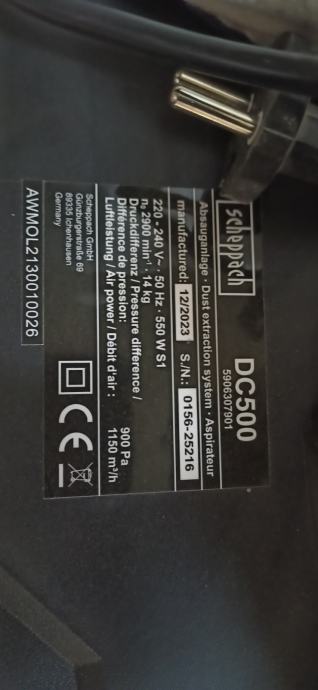 scheppach
DC500
5906307901
Absauganlage · Dust extraction system · Aspirateur
manufactured: 12/2023 S/N.: 0156-25216
220 - 240 V~ · 50 Hz · 550 W S1
n₀ 2900 min⁻¹ · 14 kg
Druckdifferenz / Pressure difference /
Différence de pression: 900 Pa
Luftleistung / Air power / Débit d'air : 1150 m³/h
Scheppach GmbH
Günzburgerstraße 69
89335 Ichenhausen
Germany
CE
AWMOL2130010026